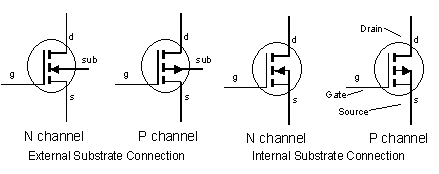 d
sub
g
s
N channel
d
sub
g
s
P channel
External Substrate Connection
d
g
s
N channel
Drain
d
g
Gate
s
Source
P channel
Internal Substrate Connection